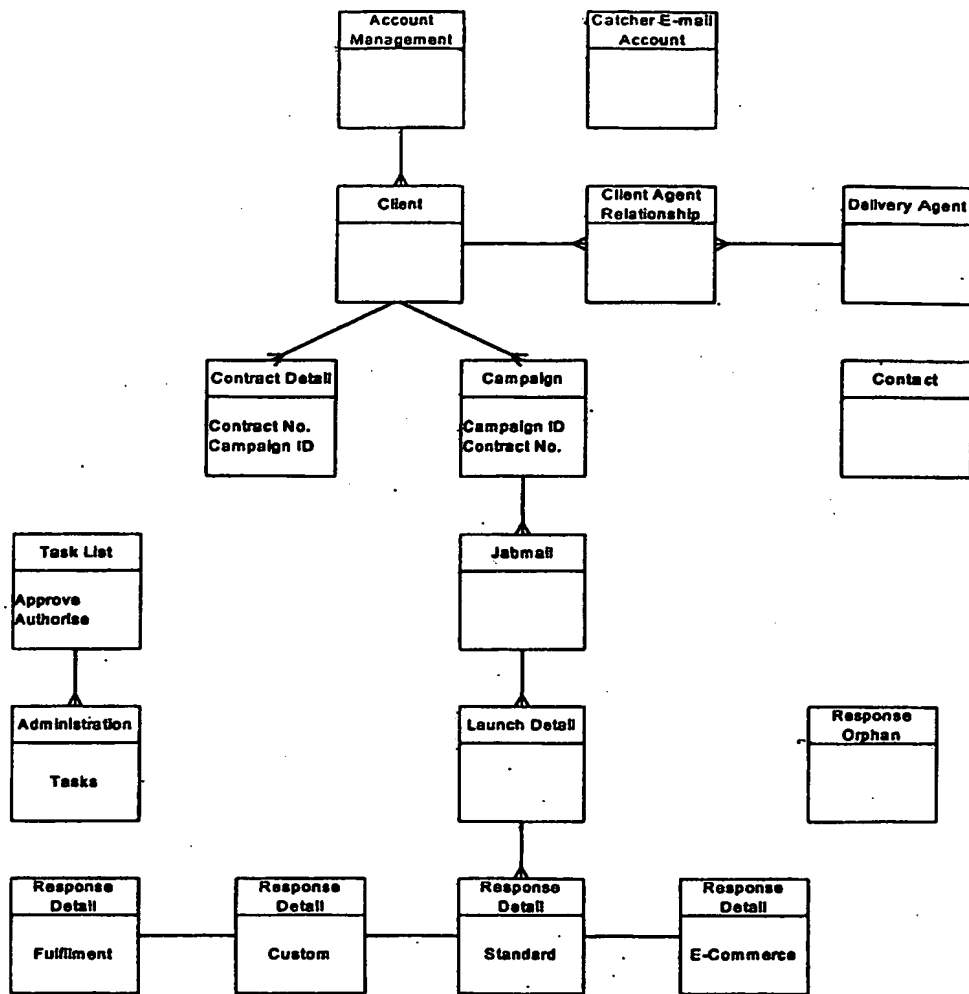 Account
Management
Catcher E-mail
Account
Client
Client Agent
Relationship
Delivery Agent
Contract Detail
Contract No.
Campaign ID
Campaign
Campaign ID
Contract No.
Contact
Task List
Approve
Authorise
Jabmail
Administration
Tasks
Launch Detail
Response
Orphan
Response
Detail
Fulfilment
Response
Detail
Custom
Response
Detail
Standard
Response
Detail
E-Commerce